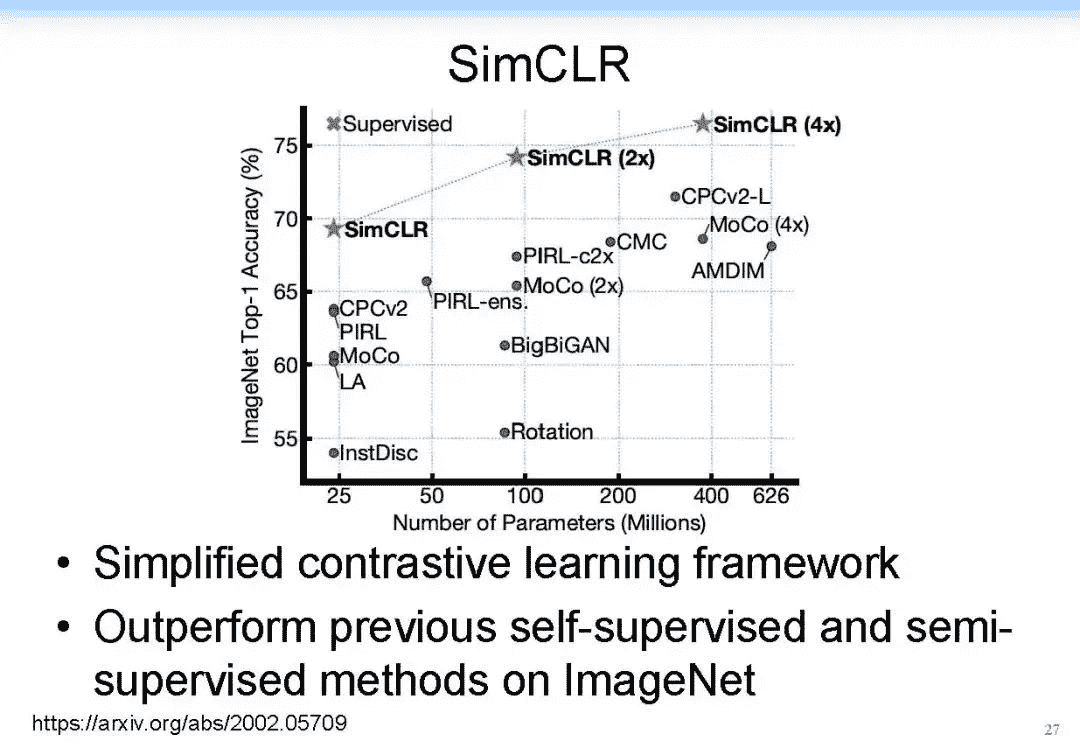 SimCLR
Supervised
SimCLR (4x)
SimCLR (2x)
SimCLR
CPCv2-L
MoCo (4x)
CMC
AMDIM
PIRL-c2x
MoCo (2x)
PIRL-ens.
CPCv2
PIRL
MoCo
LA
BigBiGAN
Rotation
InstDisc
ImageNet Top-1 Accuracy (%)
75
70
65
60
55
25 50 100 200 400 626
Number of Parameters (Millions)
• Simplified contrastive learning framework
• Outperform previous self-supervised and semi-
supervised methods on ImageNet
https://arxiv.org/abs/2002.05709
27